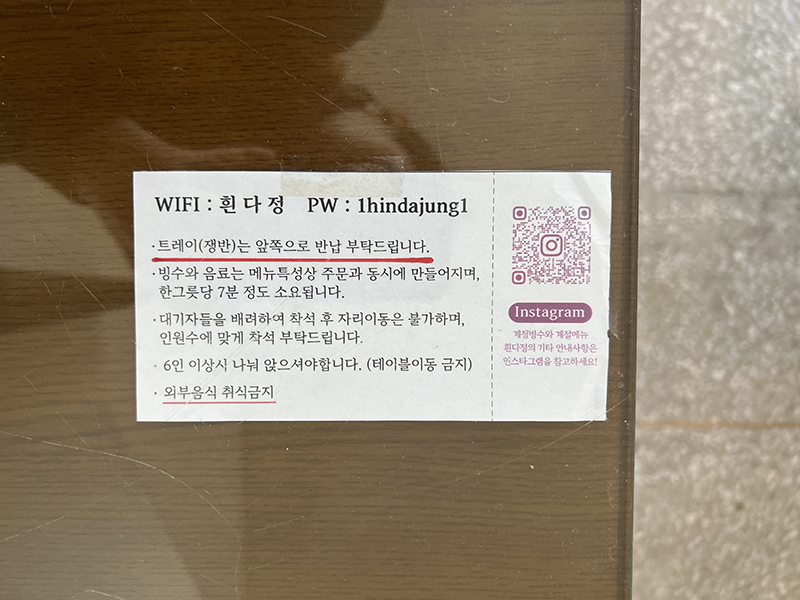 WIFI : 흰다정 PW : 1hindajung1
· 트레이(쟁반)는 앞쪽으로 반납 부탁드립니다.
· 빙수와 음료는 메뉴특성상 주문과 동시에 만들어지며,
한그릇당 7분 정도 소요됩니다.
· 대기자들을 배려하여 착석 후 자리이동은 불가하며,
인원수에 맞게 착석 부탁드립니다.
· 6인 이상시 나눠 앉으셔야합니다. (테이블이동 금지)
· 외부음식 취식금지
Instagram
계절빙수와 계절메뉴
흰다정의 기타 안내사항은
인스타그램을 참고하세요!